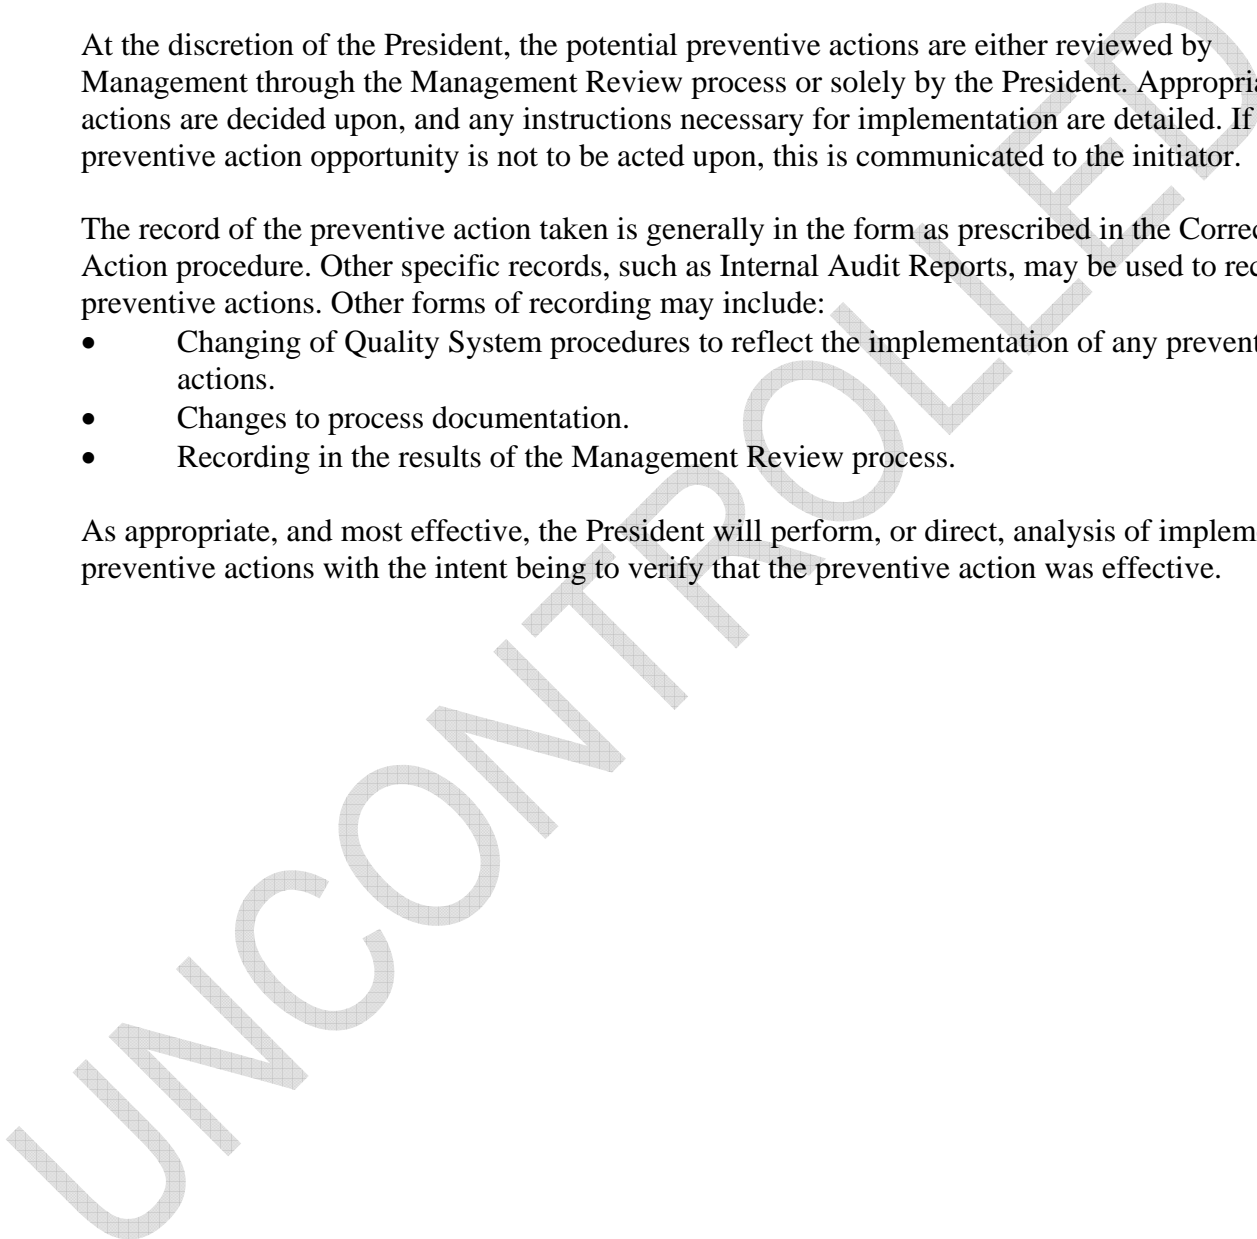 At the discretion of the President, the potential preventive actions are either reviewed by
Management through the Management Review process or solely by the President. Appropria
actions are decided upon, and any instructions necessary for implementation are detailed. If
preventive action opportunity is not to be acted upon, this is communicated to the initiator.
The record of the preventive action taken is generally in the form as prescribed in the Correc
Action procedure. Other specific records, such as Internal Audit Reports, may be used to rec
preventive actions. Other forms of recording may include:
• Changing of Quality System procedures to reflect the implementation of any prevent
actions.
• Changes to process documentation.
• Recording in the results of the Management Review process.
As appropriate, and most effective, the President will perform, or direct, analysis of implem
preventive actions with the intent being to verify that the preventive action was effective.
UNCONTROLLED